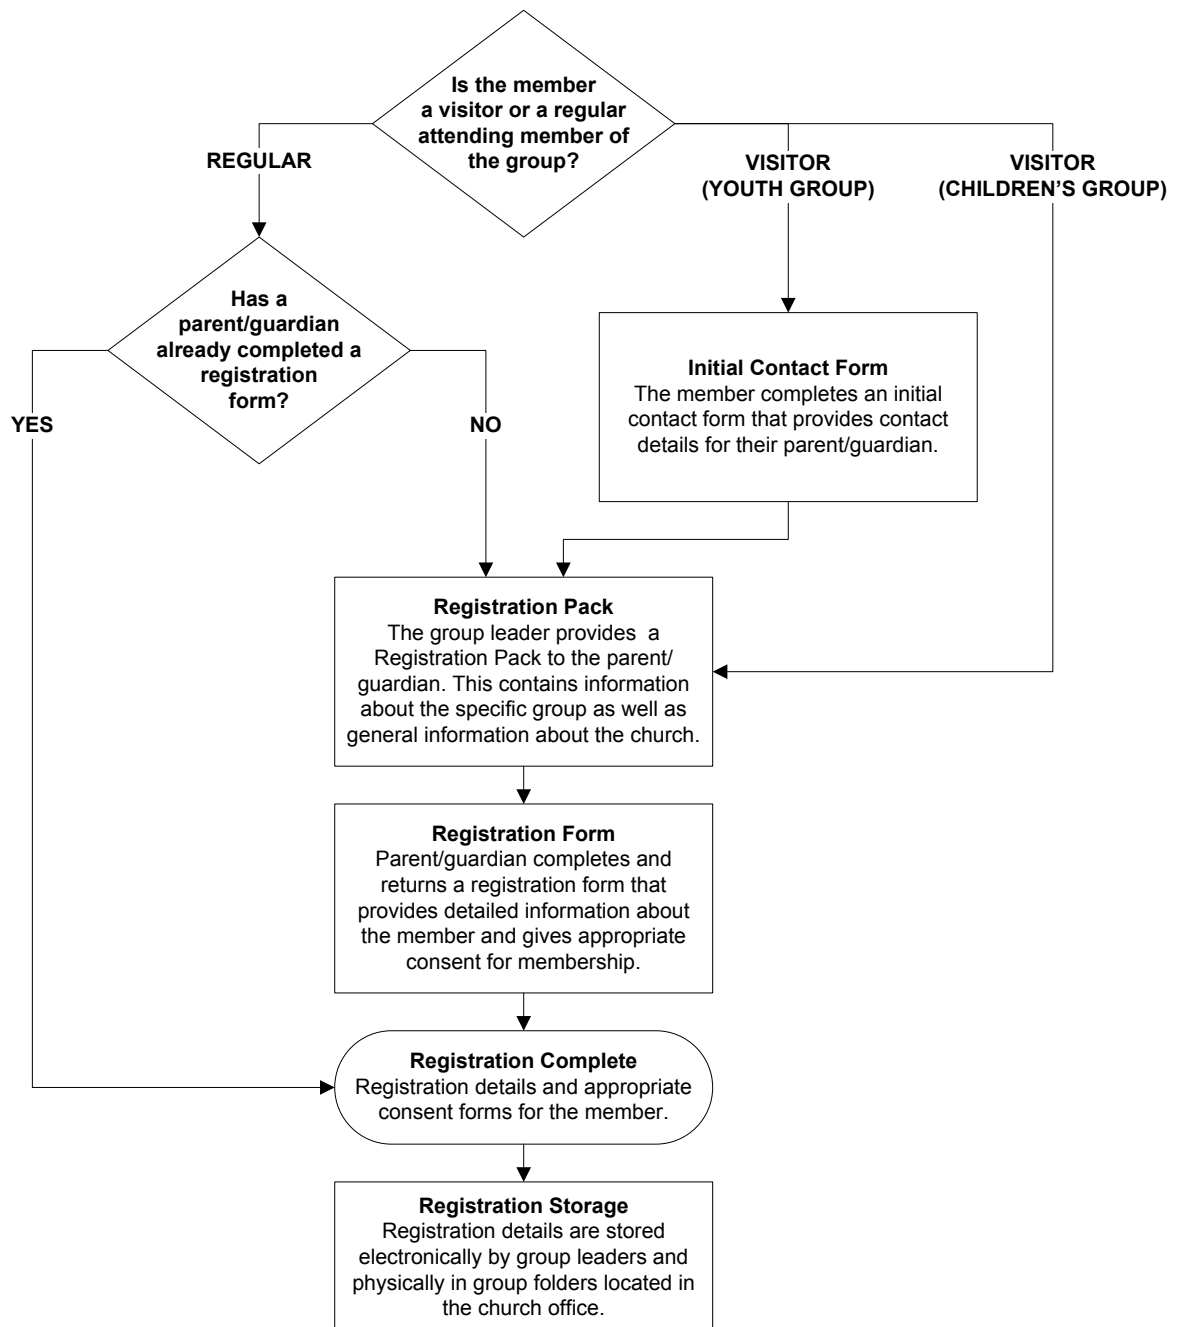 Is the member
a visitor or a regular
attending member of
the group?
REGULAR
VISITOR
(YOUTH GROUP)
VISITOR
(CHILDREN’S GROUP)
Has a
parent/guardian
already completed a
registration
form?
YES
NO
Initial Contact Form
The member completes an initial
contact form that provides contact
details for their parent/guardian.
Registration Pack
The group leader provides  a
Registration Pack to the parent/
guardian. This contains information
about the specific group as well as
general information about the church.
Registration Form
Parent/guardian completes and
returns a registration form that
provides detailed information about
the member and gives appropriate
consent for membership.
Registration Complete
Registration details and appropriate
consent forms for the member.
Registration Storage
Registration details are stored
electronically by group leaders and
physically in group folders located in
the church office.